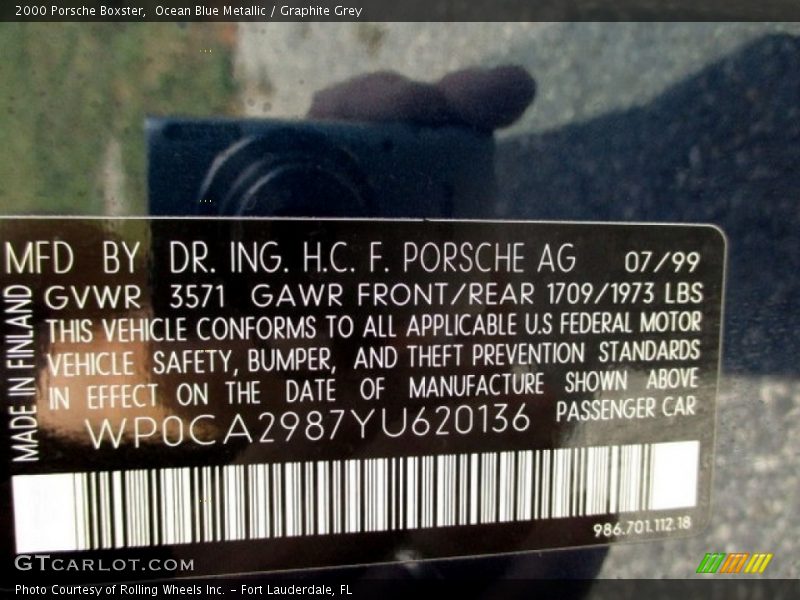 2000 Porsche Boxster,  Ocean Blue Metallic / Graphite Grey
MFD BY DR. ING. H.C. F. PORSCHE AG 07/99
GVWR 3571 GAWR FRONT/REAR 1709/1973 LBS
THIS VEHICLE CONFORMS TO ALL APPLICABLE U.S FEDERAL MOTOR
VEHICLE SAFETY, BUMPER, AND THEFT PREVENTION STANDARDS
IN EFFECT ON THE DATE OF MANUFACTURE SHOWN ABOVE
WP0CA2987YU620136 PASSENGER CAR
MADE IN FINLAND
986.701.112.18
GTCARLOT.COM
Photo Courtesy of Rolling Wheels Inc. - Fort Lauderdale, FL